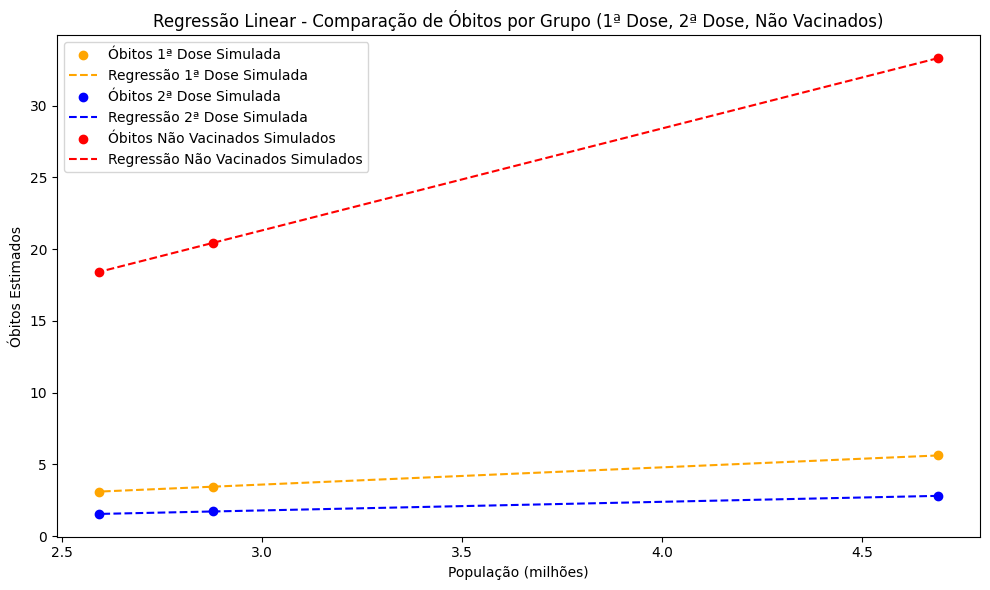 Regressão Linear - Comparação de Óbitos por Grupo (1ª Dose, 2ª Dose, Não Vacinados)
Óbitos 1ª Dose Simulada
Regressão 1ª Dose Simulada
Óbitos 2ª Dose Simulada
Regressão 2ª Dose Simulada
Óbitos Não Vacinados Simulados
Regressão Não Vacinados Simulados
Óbitos Estimados
30
25
20
15
10
5
0
2.5
3.0
3.5
4.0
4.5
População (milhões)